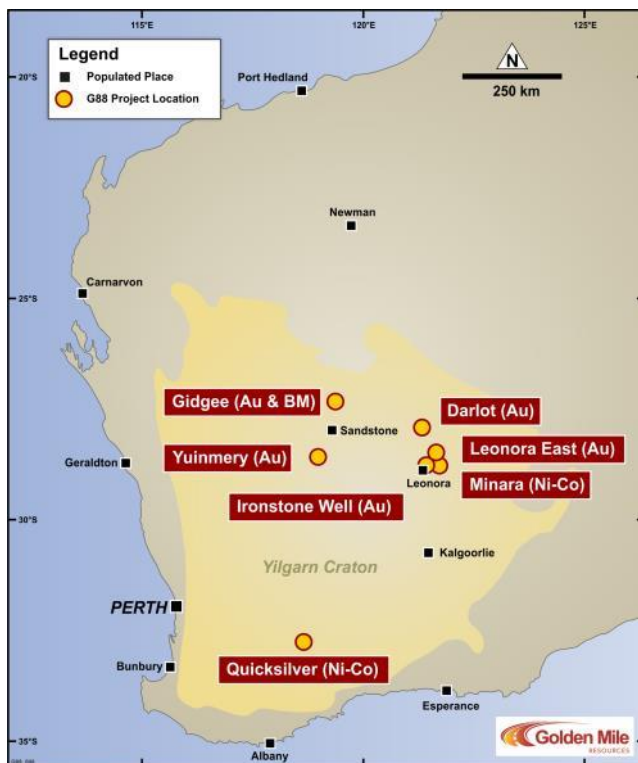 115°E
120°E
125°E
Legend
Populated Place
G88 Project Location
N
250 km
20°S
Port Hedland
Newman
Carnarvon
25°S
Gidgee (Au & BM)
Darlot (Au)
Sandstone
Leonora East (Au)
Yuinmery (Au)
Geraldton
Leonora
Minara (Ni-Co)
Ironstone Well (Au)
30°S
Kalgoorlie
Yilgarn Craton
PERTH
Bunbury
Quicksilver (Ni-Co)
Esperance
Golden Mile
RESOURCES
35°S
Albany